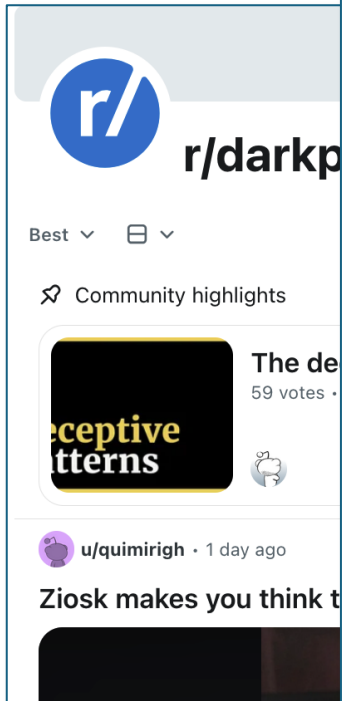 r/
r/darkp
Best
Community highlights
eceptive
tterns
The de
59 votes •
u/quimirigh • 1 day ago
Ziosk makes you think t